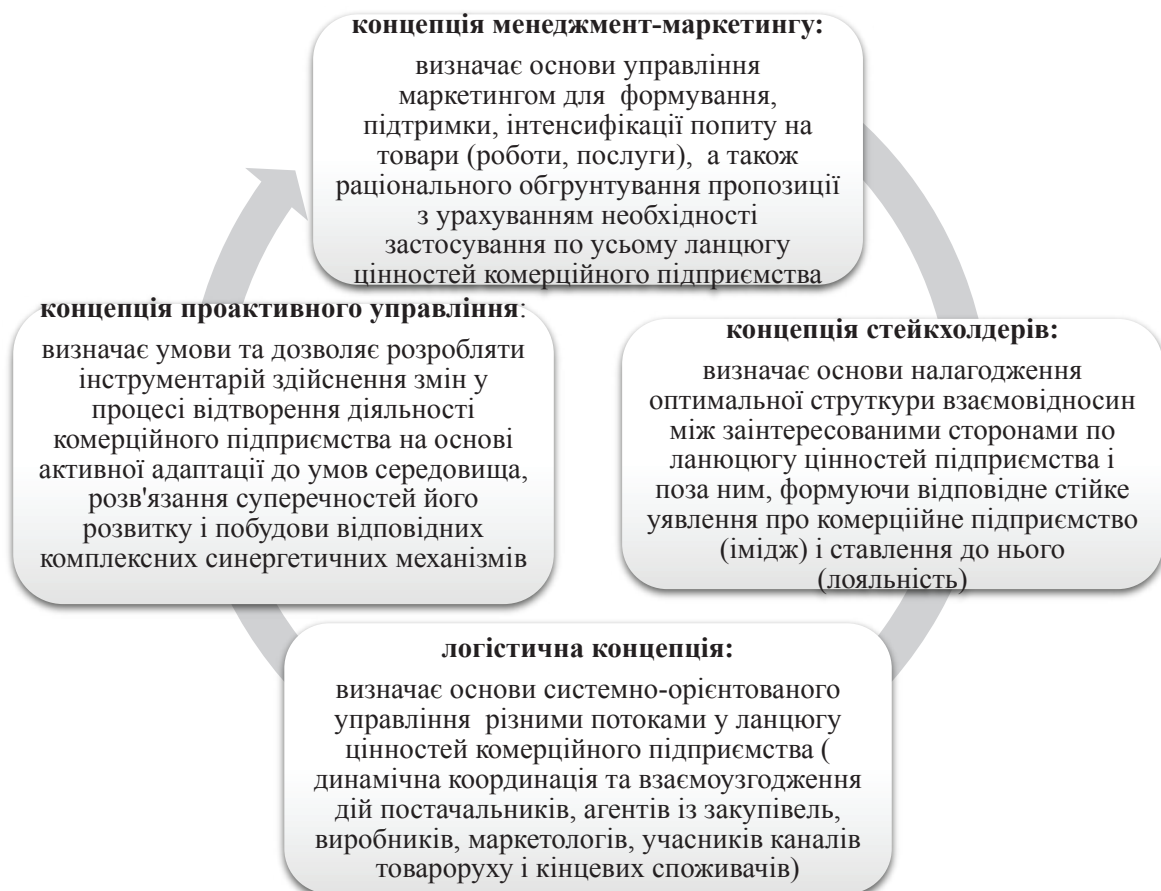 концепція менеджмент-маркетингу:
визначає основи управління
маркетингом для формування,
підтримки, інтенсифікації попиту на
товари (роботи, послуги), а також
раціонального обгрунтування пропозиції
з урахуванням необхідності
застосування по усьому ланцюгу
цінностей комерційного підприємства
концепція стейкхолдерів:
визначає основи налагодження
оптимальної струткури взаємовідносин
між заінтересованими сторонами по
ланюцюгу цінностей підприємства і
поза ним, формуючи відповідне стійке
уявлення про комерціійне підприємство
(імідж) і ставлення до нього
(лояльність)
логістична концепція:
визначає основи системно-орієнтованого
управління різними потоками у ланцюгу
цінностей комерційного підприємства (
динамічна координація та взаємоузгодження
дій постачальників, агентів із закупівель,
виробників, маркетологів, учасників каналів
товароруху і кінцевих споживачів)
концепція проактивного управління:
визначає умови та дозволяє розробляти
інструментарій здійснення змін у
процесі відтворення діяльності
комерційного підприємства на основі
активної адаптації до умов середовища,
розв'язання суперечностей його
розвитку і побудови відповідних
комплексних синергетичних механізмів